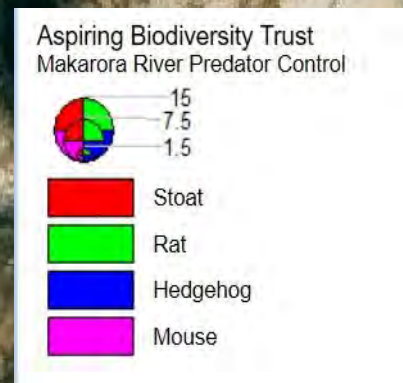 Aspiring Biodiversity Trust
Makarora River Predator Control
15
7.5
1.5
Stoat
Rat
Hedgehog
Mouse